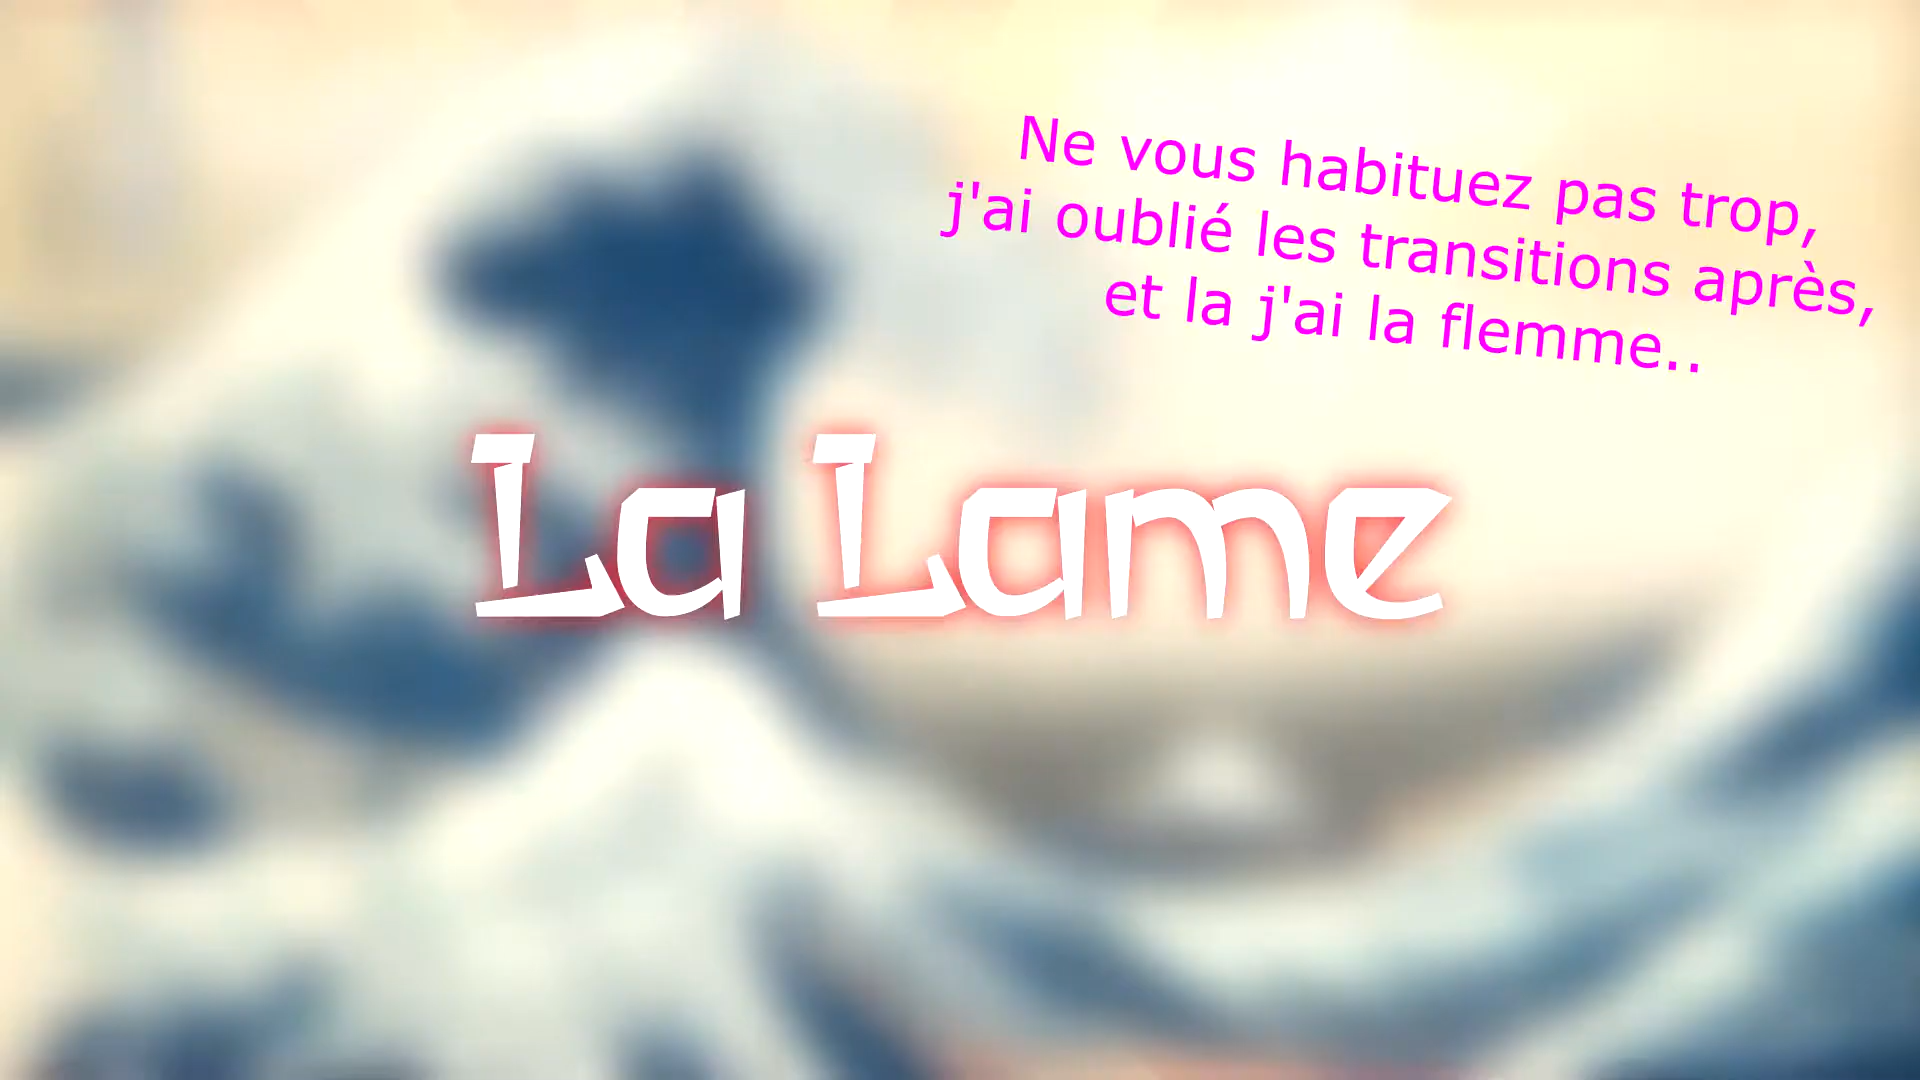 Ne vous habituez pas trop,
j'ai oublié les transitions après,
et la j'ai la flemme..
La Lame